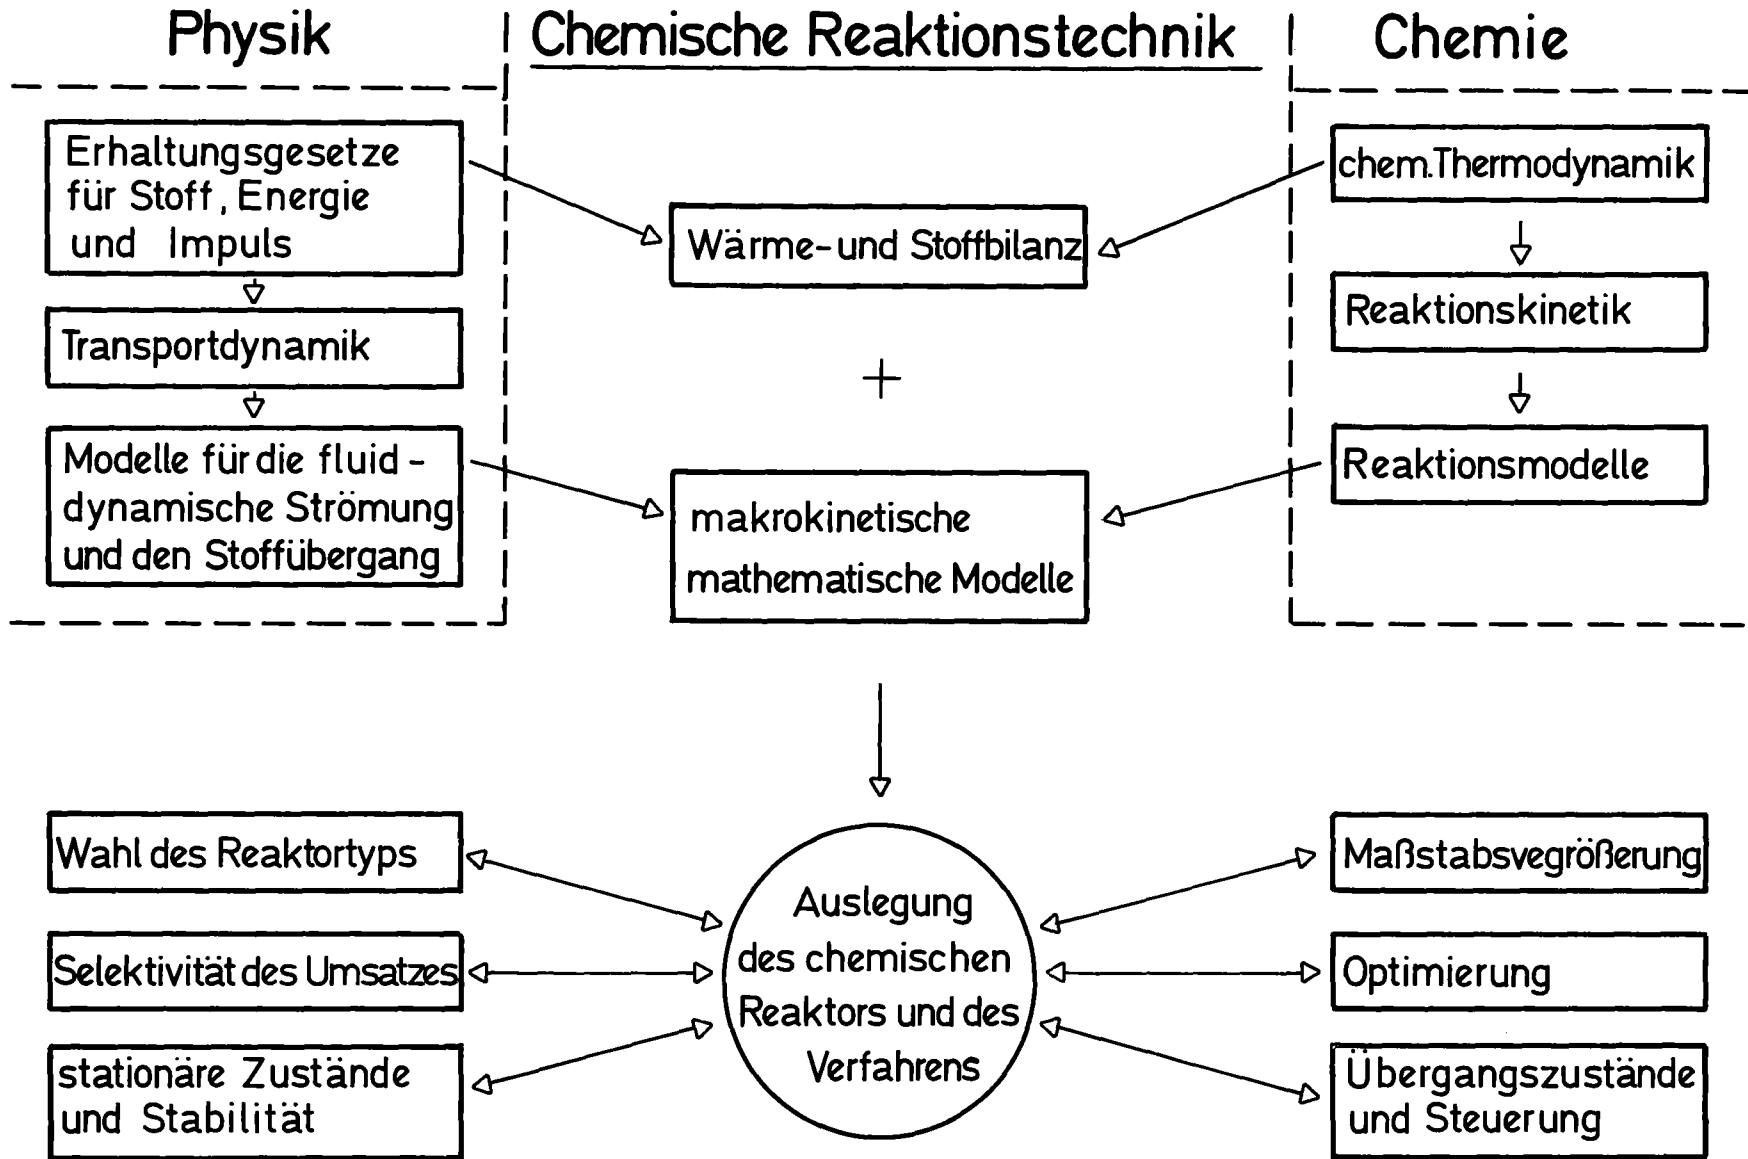 Physik
Chemische Reaktionstechnik
Chemie
Erhaltungsgesetze
für Stoff, Energie
und Impuls
Transportdynamik
Modelle für die fluid-
dynamische Strömung
und den Stoffübergang
Wärme- und Stoffbilanz
+
makrokinetische
mathematische Modelle
chem. Thermodynamik
Reaktionskinetik
Reaktionsmodelle
Wahl des Reaktortyps
Selektivität des Umsatzes
stationäre Zustände
und Stabilität
Auslegung
des chemischen
Reaktors und des
Verfahrens
Maßstabsvegrößerung
Optimierung
Übergangszustände
und Steuerung